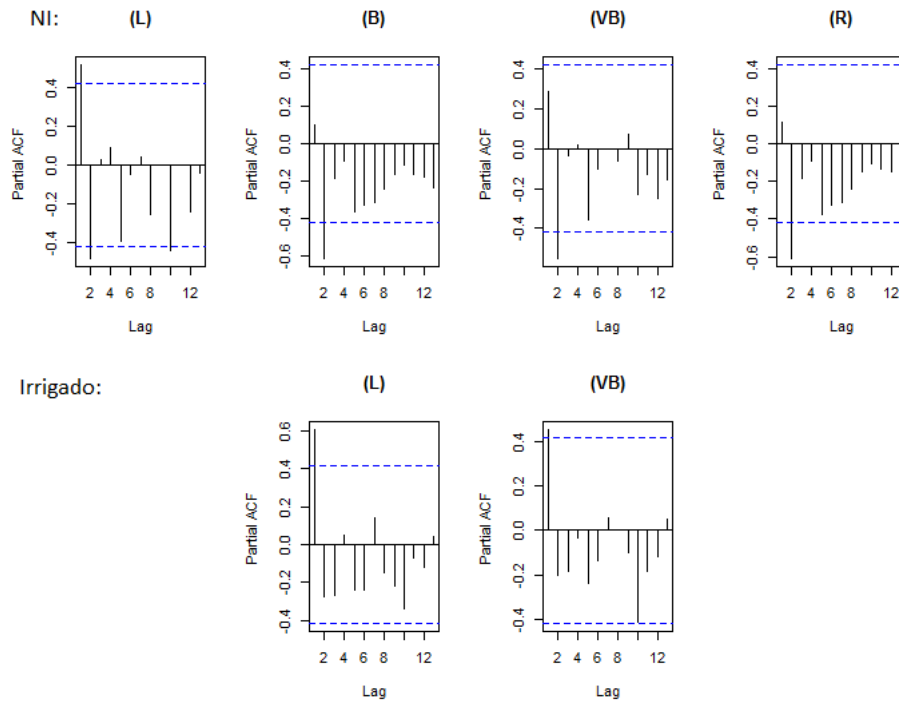 NI: (L) (B) (VB) (R)
Partial ACF
-0.4 0.0 0.2 0.4
2 4 6 8 12
Lag
Partial ACF
-0.6 -0.4 -0.2 0.0 0.2 0.4
2 4 6 8 12
Lag
Partial ACF
-0.4 -0.2 0.0 0.2 0.4
2 4 6 8 12
Lag
Partial ACF
-0.6 -0.4 -0.2 0.0 0.2 0.4
2 4 6 8 12
Lag
Irrigado: (L) (VB)
Partial ACF
-0.4 -0.2 0.0 0.2 0.4 0.6
2 4 6 8 12
Lag
Partial ACF
-0.4 -0.2 0.0 0.2 0.4
2 4 6 8 12
Lag